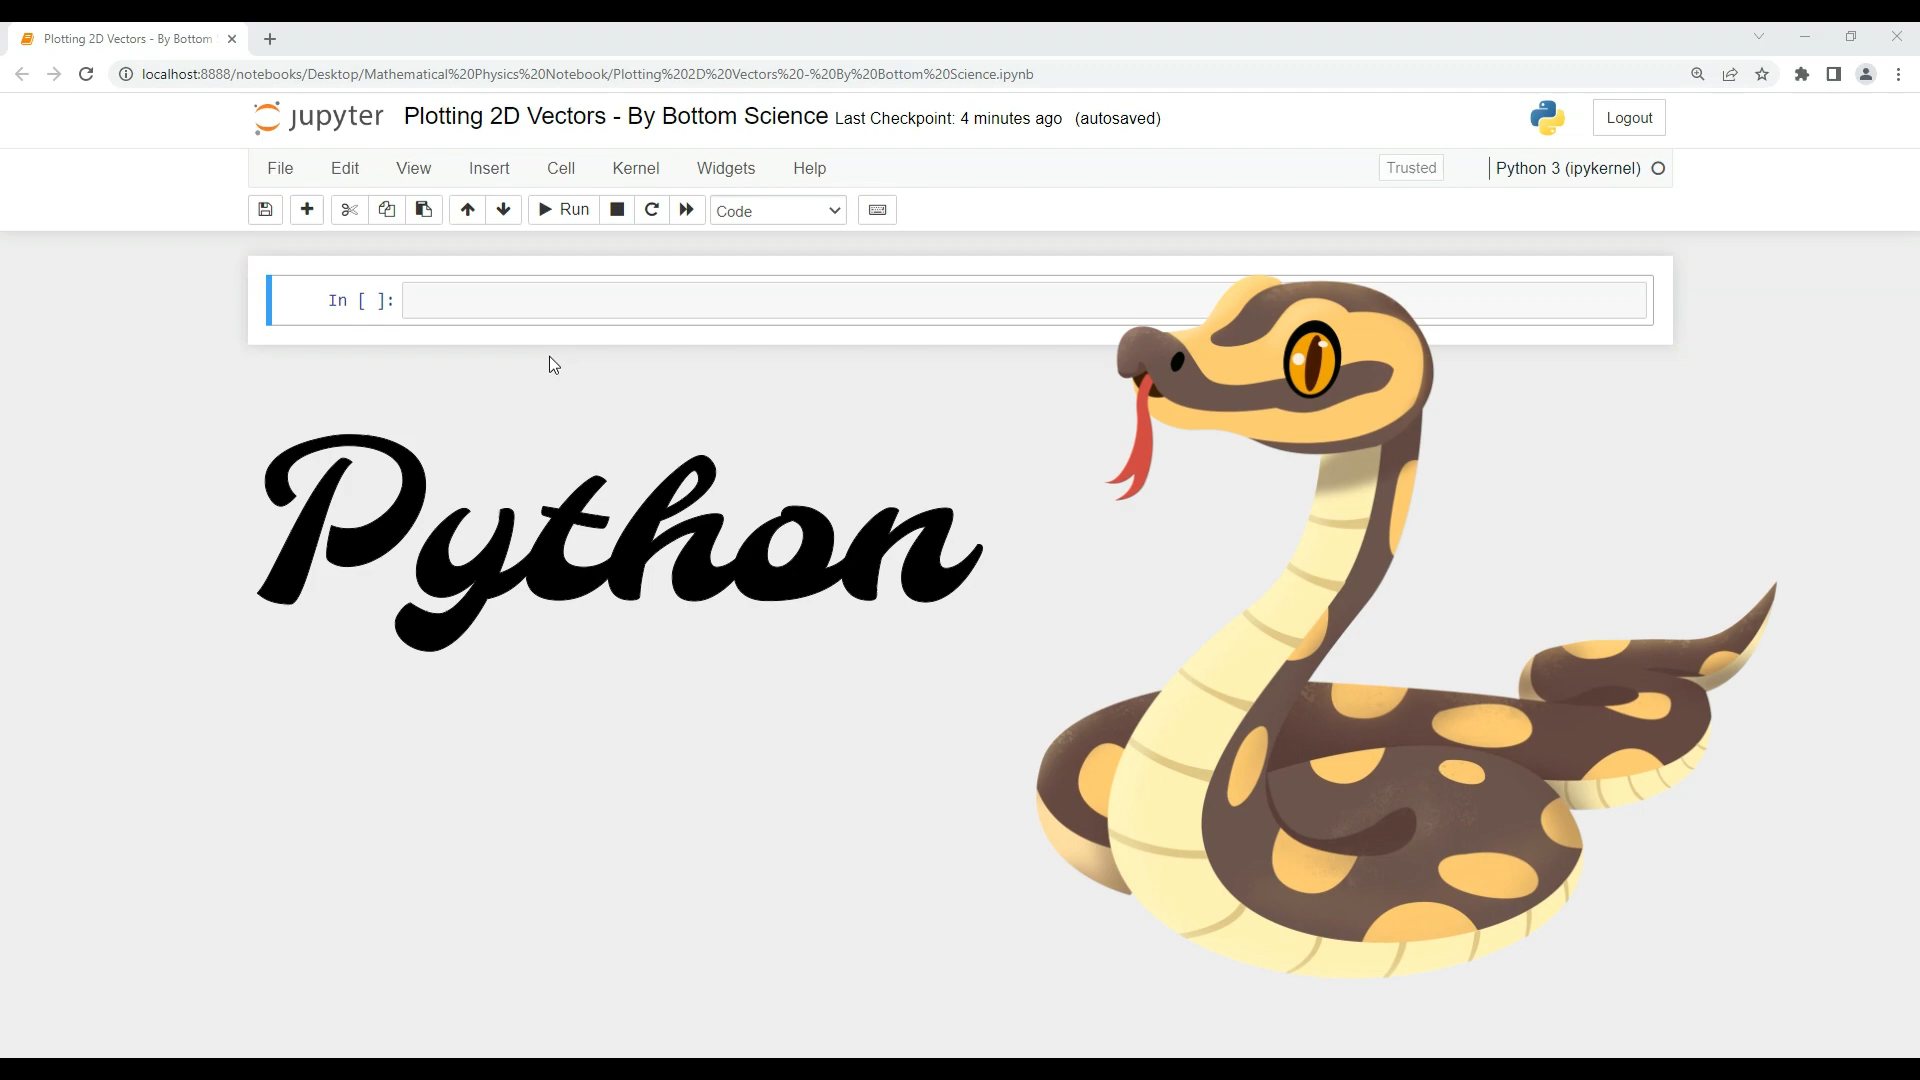 Plotting 2D Vectors - By Bottom
localhost:8888/notebooks/Desktop/Mathematical%20Physics%20Notebook/Plotting%202D%20Vectors%20-%20By%20Bottom%20Science.ipynb
jupyter Plotting 2D Vectors - By Bottom Science Last Checkpoint: 4 minutes ago (autosaved) Logout
File Edit View Insert Cell Kernel Widgets Help Trusted Python 3 (ipykernel)
Run Code
In [ ]:
Python